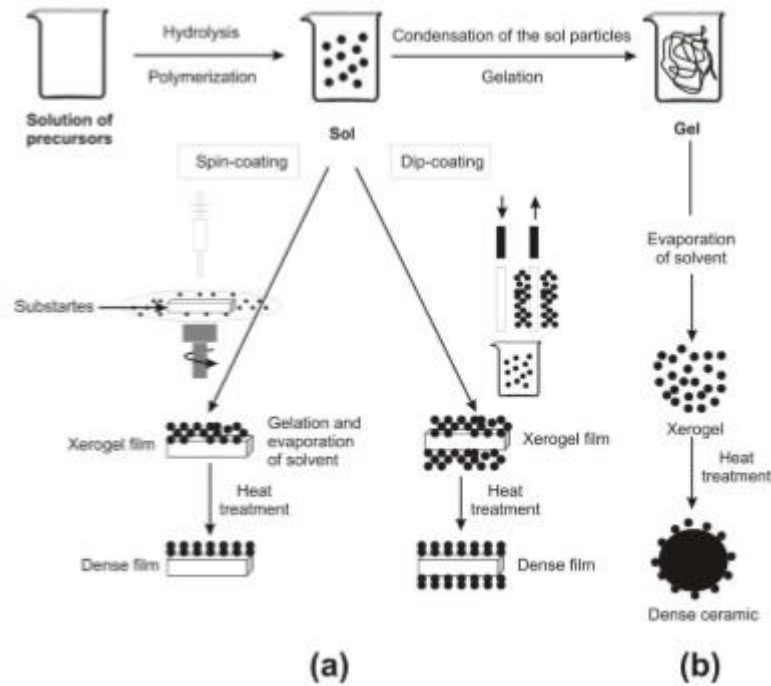 Hydrolysis
Polymerization
Condensation of the sol particles
Gelation
Solution of
precursors
Sol
Gel
Spin-coating
Dip-coating
Evaporation
of solvent
Substartes
Xerogel film
Gelation and
evaporation
of solvent
Xerogel film
Xerogel
Heat
treatment
Heat
treatment
Heat
treatment
Dense film
Dense film
Dense ceramic
(a)
(b)